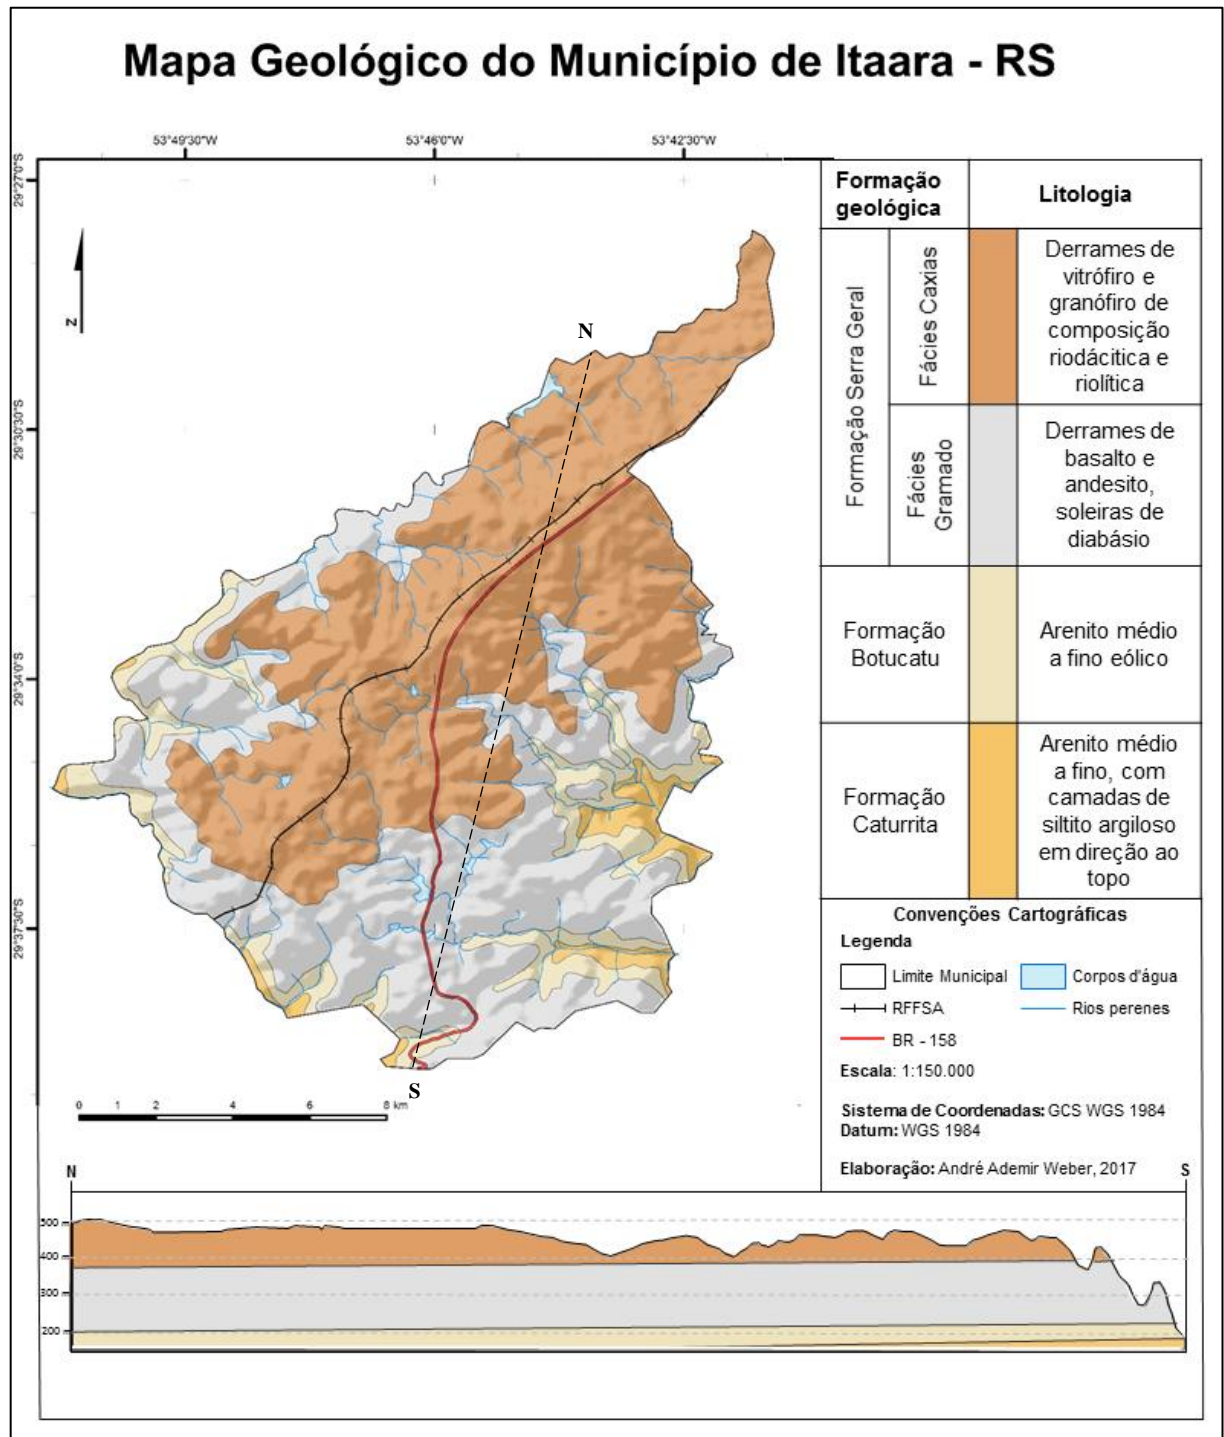 Mapa Geológico do Município de Itaara - RS
53°49'30"W
53°46'0"W
53°42'30"W
29°27'0"S
29°30'30"S
29°34'0"S
29°37'30"S
N
N
S
0 1 2 4 6 8 km
Formação
geológica
Litologia
Formação Serra Geral
Fácies Caxias
Derrames de
vitrófiro e
granófiro de
composição
riodácitica e
riolítica
Fácies
Gramado
Derrames de
basalto e
andesito,
soleiras de
diabásio
Formação
Botucatu
Arenito médio
a fino eólico
Formação
Caturrita
Arenito médio
a fino, com
camadas de
siltito argiloso
em direção ao
topo
Convenções Cartográficas
Legenda
Limite Municipal
Corpos d'água
RFFSA
Rios perenes
BR - 158
Escala: 1:150.000
Sistema de Coordenadas: GCS WGS 1984
Datum: WGS 1984
Elaboração: André Ademir Weber, 2017
N
S
500 m
400 m
300 m
200 m